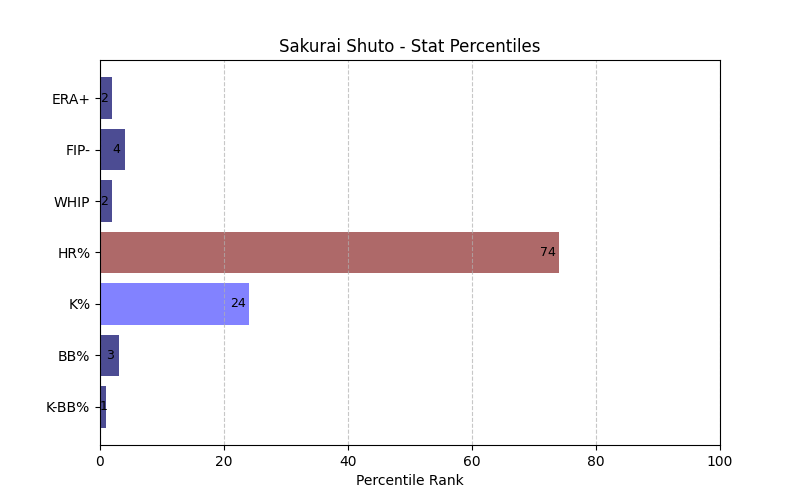 Sakurai Shuto - Stat Percentiles
ERA+ 2
FIP- 4
WHIP 2
HR% 74
K% 24
BB% 3
K-BB% 1
0 20 40 60 80 100
Percentile Rank